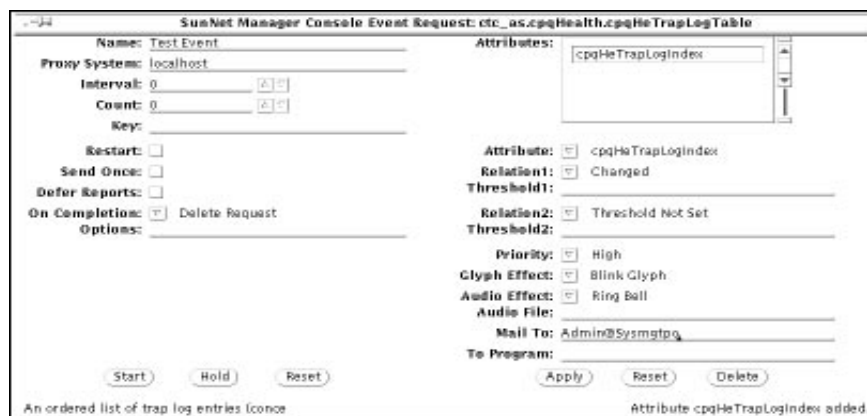 SunNet Manager Console Event Request: ctc_as.cpqHealth.cpqHeTrapLogTable
Name: Test Event
Proxy System: localhost
Interval: 0
Count: 0
Key:
Restart:
Send Once:
Defer Reports:
On Completion: Delete Request
Options:
Attributes: cpqHeTrapLogIndex
Attribute: cpqHeTrapLogIndex
Relation1: Changed
Threshold1:
Relation2: Threshold Not Set
Threshold2:
Priority: High
Glyph Effect: Blink Glyph
Audio Effect: Ring Bell
Audio File:
Mail To: Admin@Sysmgtpo
To Program:
Start Hold Reset
Apply Reset Delete
An ordered list of trap log entries (conce
Attribute cpqHeTrapLogIndex added